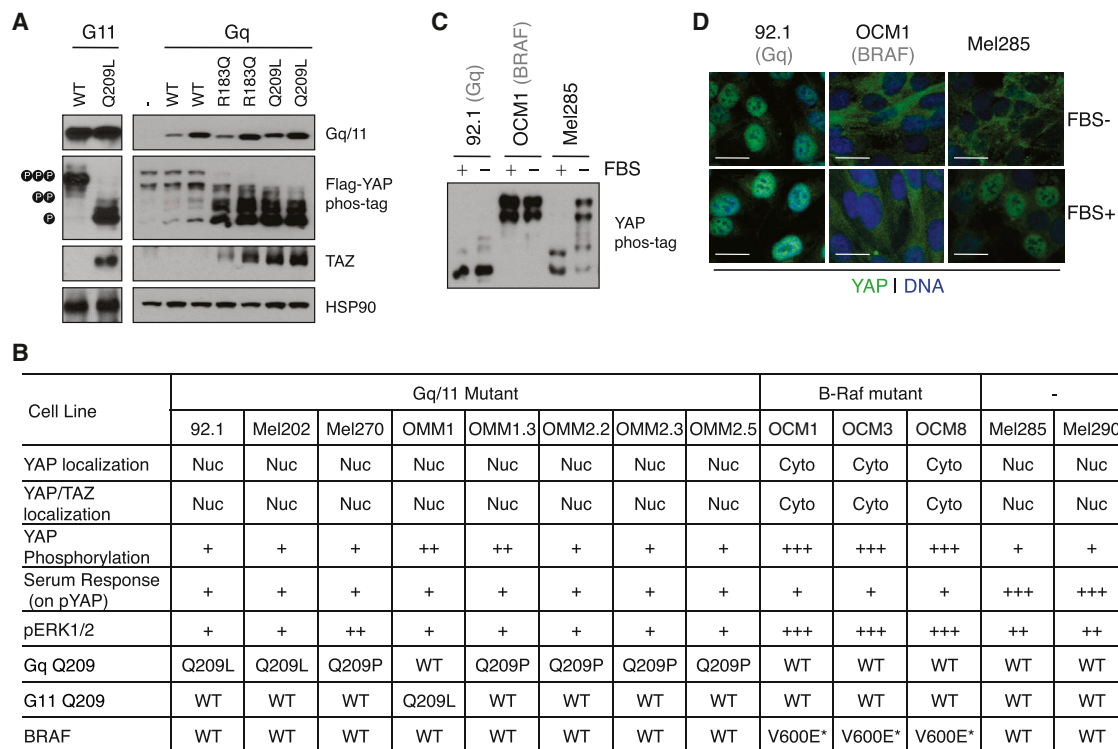 A
G11
Gq
WT
Q209L
-
WT
WT
R183Q
R183Q
Q209L
Q209L
Gq/11
PPP
PP
P
Flag-YAP
phos-tag
TAZ
HSP90
C
92.1 (Gq)
OCM1 (BRAF)
Mel285
+ - + - + - FBS
YAP
phos-tag
D
92.1
(Gq)
OCM1
(BRAF)
Mel285
FBS-
FBS+
YAP | DNA
B
Cell Line Gq/11 Mutant B-Raf mutant -
92.1 Mel202 Mel270 OMM1 OMM1.3 OMM2.2 OMM2.3 OMM2.5 OCM1 OCM3 OCM8 Mel285 Mel290
YAP localization Nuc Nuc Nuc Nuc Nuc Nuc Nuc Nuc Cyto Cyto Cyto Nuc Nuc
YAP/TAZ
localization Nuc Nuc Nuc Nuc Nuc Nuc Nuc Nuc Cyto Cyto Cyto Nuc Nuc
YAP
Phosphorylation + + + ++ ++ + + + +++ +++ +++ + +
Serum Response
(on pYAP) + + + + + + + + + + + +++ +++
pERK1/2 + + ++ + + + + + +++ +++ +++ ++ ++
Gq Q209 Q209L Q209L Q209P WT Q209P Q209P Q209P Q209P WT WT WT WT WT
G11 Q209 WT WT WT Q209L WT WT WT WT WT WT WT WT WT
BRAF WT WT WT WT WT WT WT WT V600E* V600E* V600E* WT WT